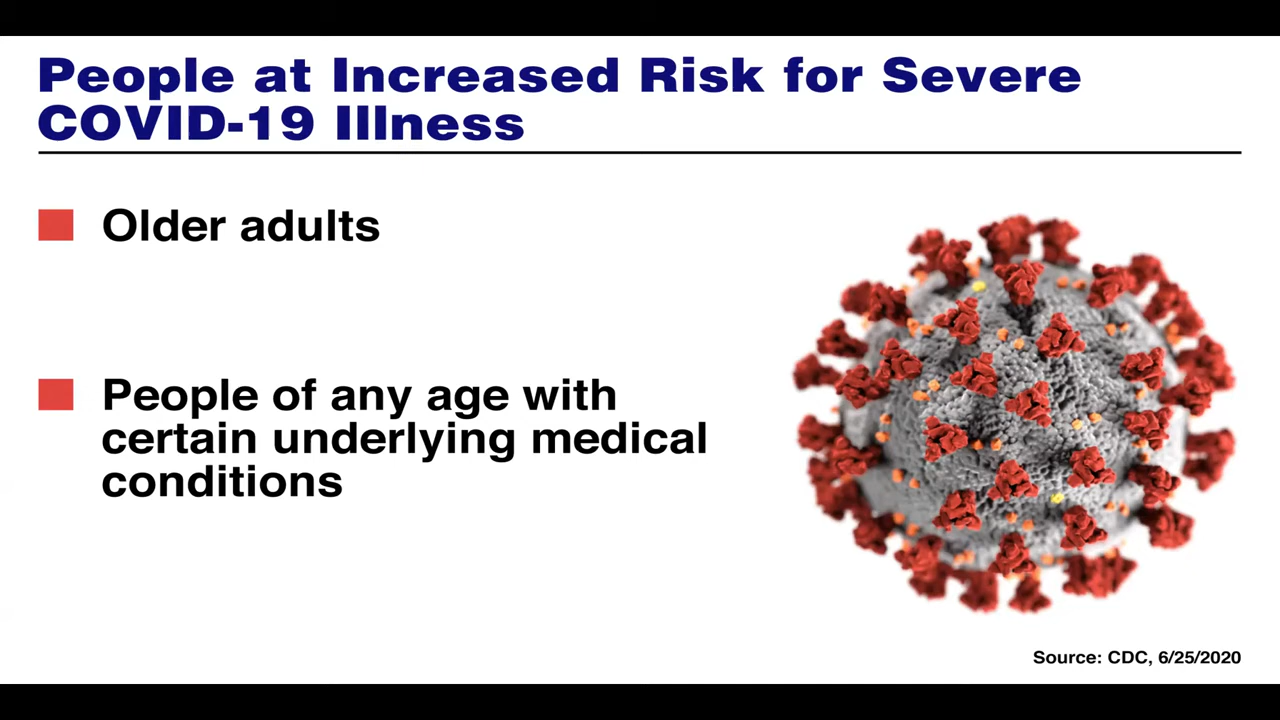 People at Increased Risk for Severe
COVID-19 Illness
Older adults
People of any age with
certain underlying medical
conditions
Source: CDC, 6/25/2020